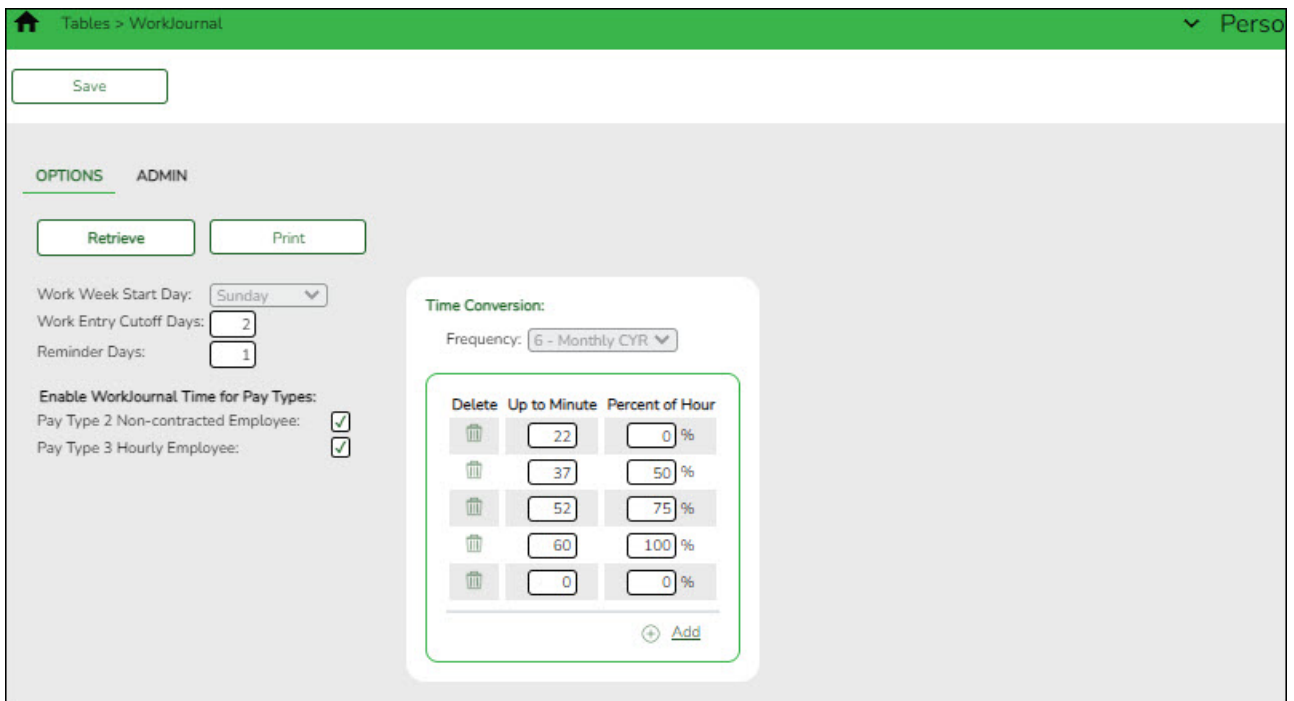 Tables > WorkJournal
Perso
Save
OPTIONS ADMIN
Retrieve Print
Work Week Start Day: Sunday
Work Entry Cutoff Days: 2
Reminder Days: 1
Enable WorkJournal Time for Pay Types:
Pay Type 2 Non-contracted Employee:
Pay Type 3 Hourly Employee:
Time Conversion:
Frequency: 6 - Monthly CYR
Delete Up to Minute Percent of Hour
22 0 %
37 50 %
52 75 %
60 100 %
0 0 %
Add